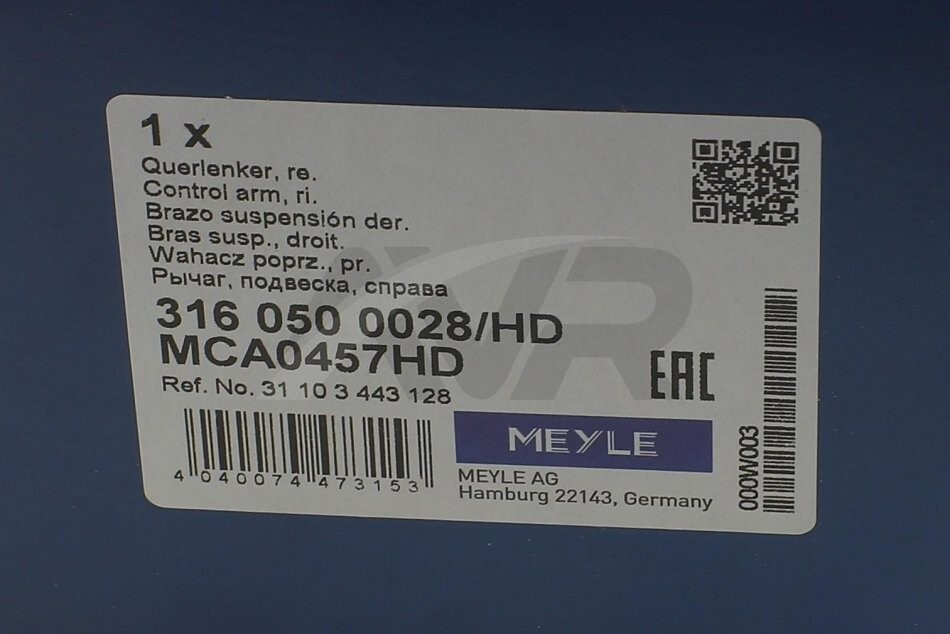 1 x
Querlenker, re.
Control arm, ri.
Brazo suspensión der.
Bras susp., droit.
Wahacz poprz., pr.
Рычаг, подвеска, справа
316 050 0028/HD
MCA0457HD
Ref. No. 31 10 3 443 128
4 040074 473153
EAC
MEYLE
MEYLE AG
Hamburg 22143, Germany
000W003